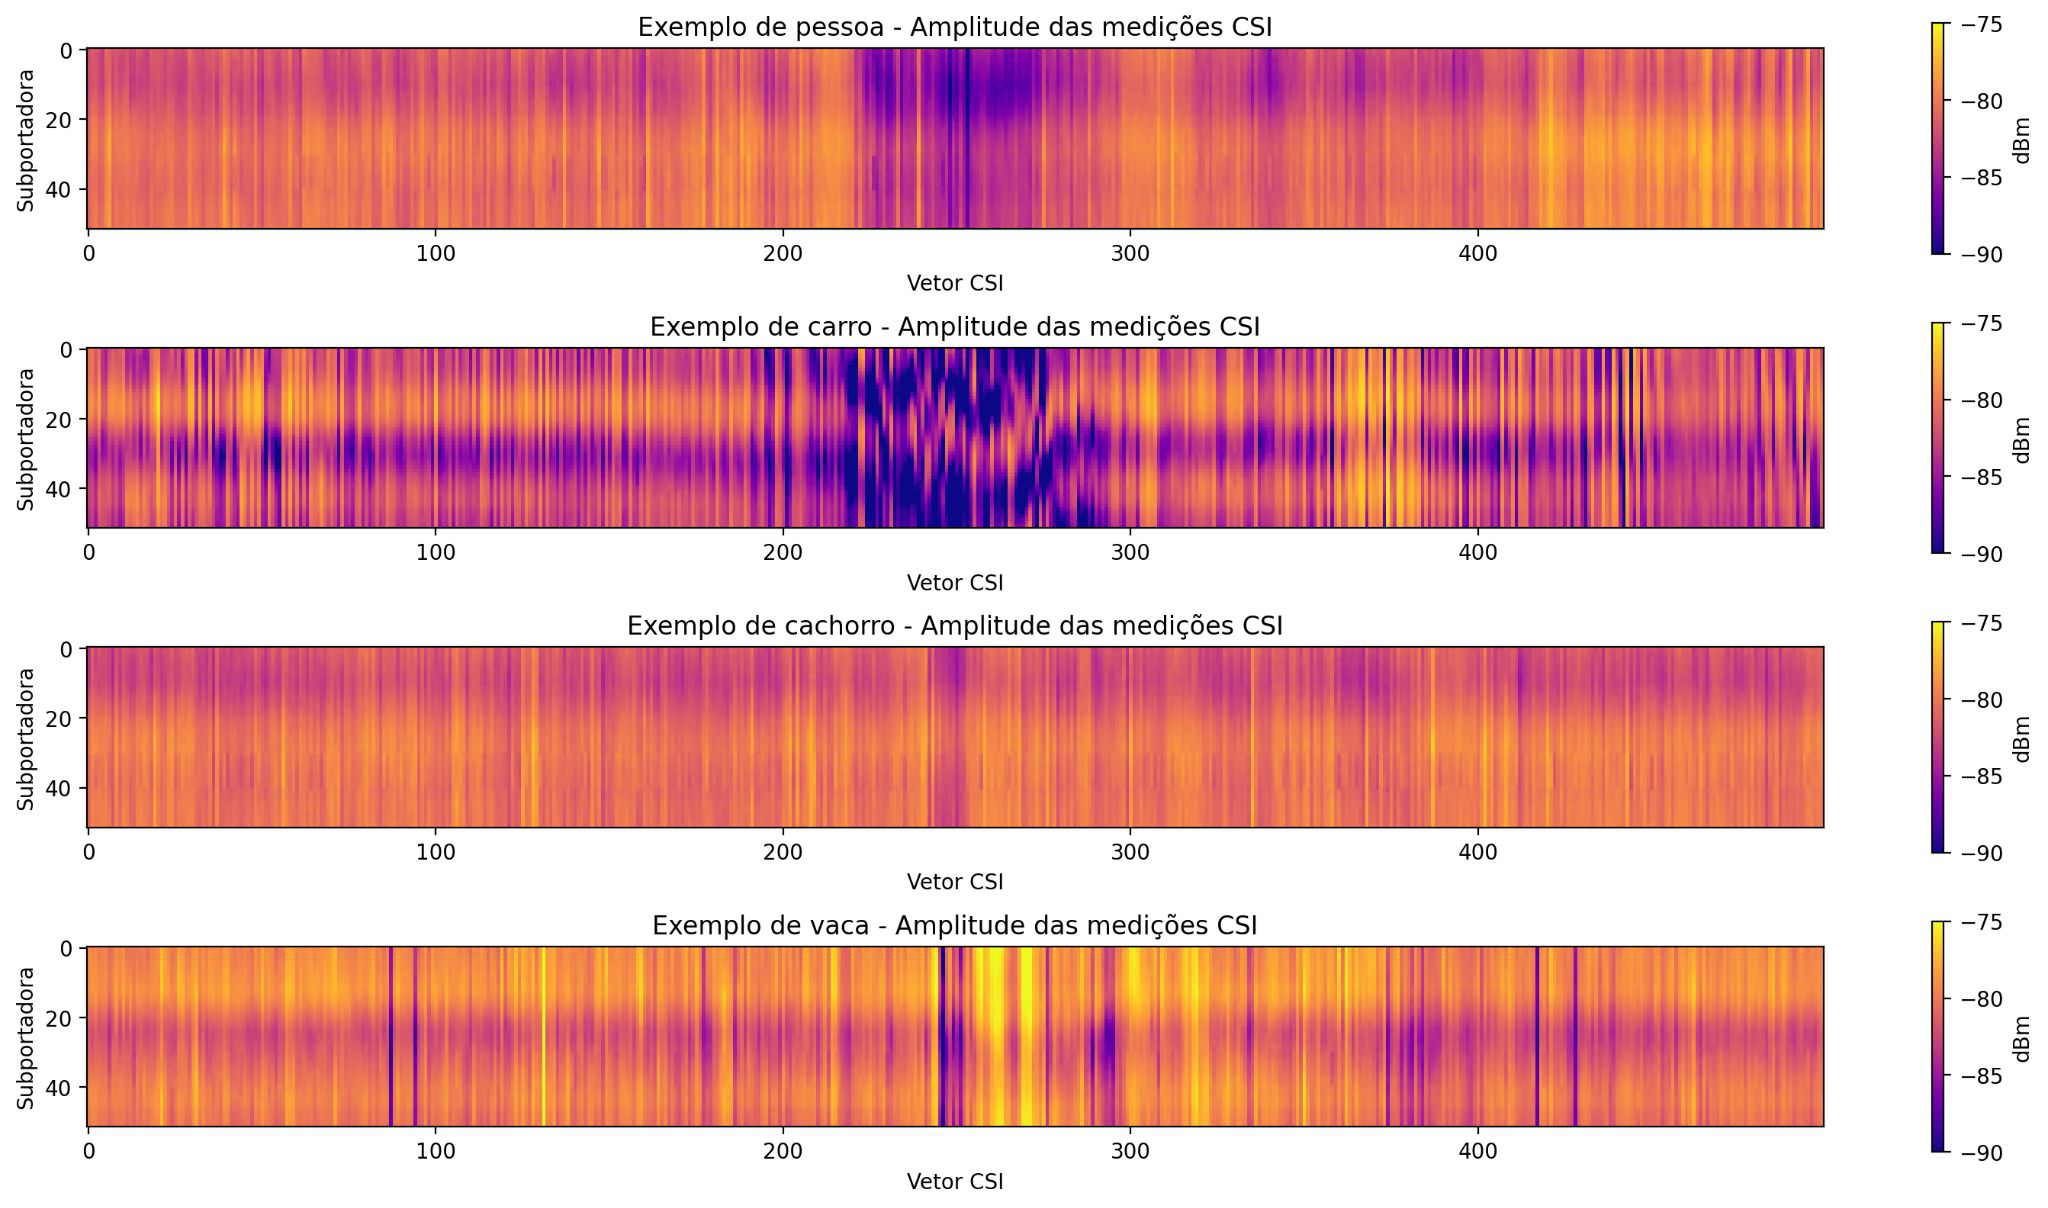 Exemplo de pessoa - Amplitude das medições CSI
Subportadora
0
20
40
0 100 200 300 400
Vetor CSI
−75
−80
−85
−90
dBm
Exemplo de carro - Amplitude das medições CSI
Subportadora
0
20
40
0 100 200 300 400
Vetor CSI
−75
−80
−85
−90
dBm
Exemplo de cachorro - Amplitude das medições CSI
Subportadora
0
20
40
0 100 200 300 400
Vetor CSI
−75
−80
−85
−90
dBm
Exemplo de vaca - Amplitude das medições CSI
Subportadora
0
20
40
0 100 200 300 400
Vetor CSI
−75
−80
−85
−90
dBm